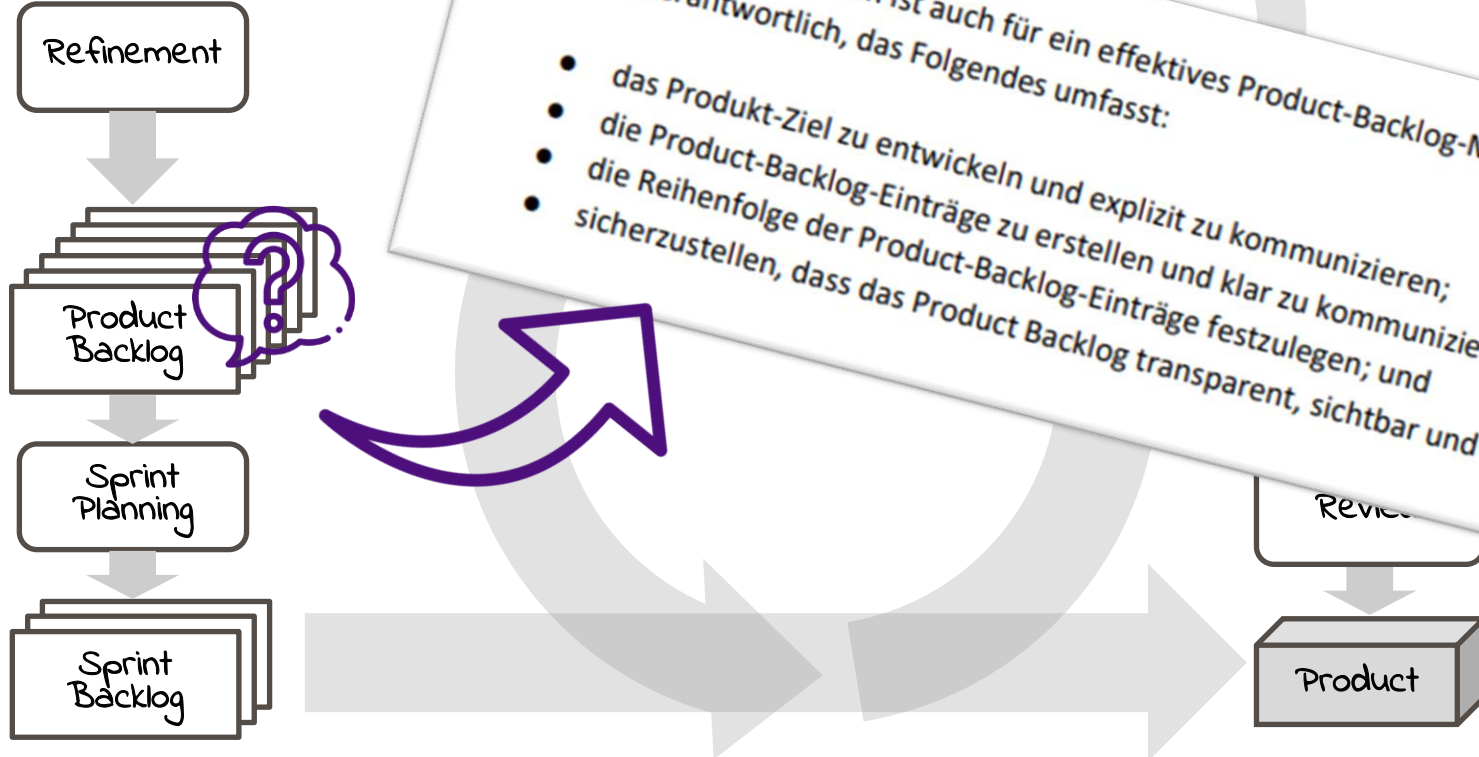 Refinement
Product
Backlog
Sprint
Planning
Sprint
Backlog
ist auch für ein effektives Product-Backlog-
das Folgendes umfasst:
• das Produkt-Ziel zu entwickeln und explizit zu kommunizieren;
• die Product-Backlog-Einträge zu erstellen und klar zu
• die Reihenfolge der Product-Backlog-Einträge festzulegen; und
• sicherzustellen, dass das Product Backlog transparent, sichtbar und
Product